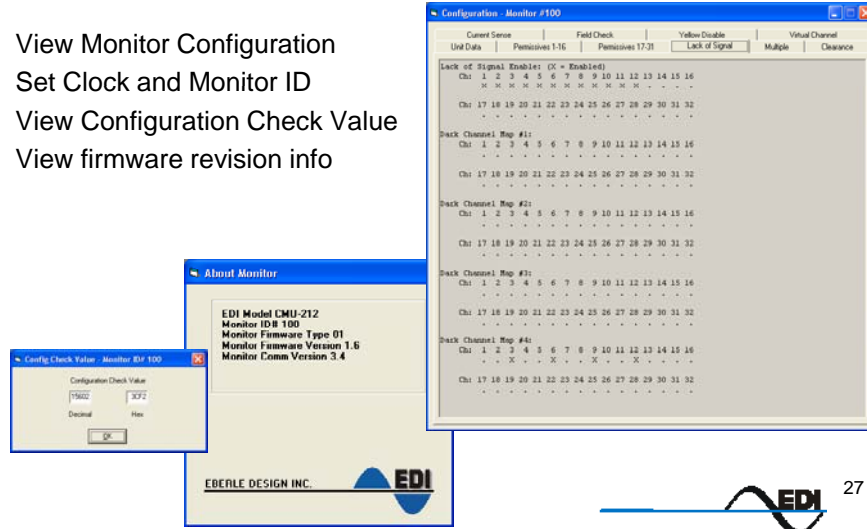 View Monitor Configuration
Set Clock and Monitor ID
View Configuration Check Value
View firmware revision info
Configuration - Monitor #100
Current Sense Field Check Yellow Disable Virtual Channel
Unit Data Permissives 1-16 Permissives 17-31 Lack of Signal Multiple Clearance
Lack of Signal Enable: (X = Enabled)
Ch: 1 2 3 4 5 6 7 8 9 10 11 12 13 14 15 16
X X X X X X X X X X X X . . . .
Ch: 17 18 19 20 21 22 23 24 25 26 27 28 29 30 31 32
. . . . . . . . . . . . . . . .
Dark Channel Map #1:
Ch: 1 2 3 4 5 6 7 8 9 10 11 12 13 14 15 16
. . . . . . . . . . . . . . . .
Ch: 17 18 19 20 21 22 23 24 25 26 27 28 29 30 31 32
. . . . . . . . . . . . . . . .
Dark Channel Map #2:
Ch: 1 2 3 4 5 6 7 8 9 10 11 12 13 14 15 16
. . . . . . . . . . . . . . . .
Ch: 17 18 19 20 21 22 23 24 25 26 27 28 29 30 31 32
. . . . . . . . . . . . . . . .
Dark Channel Map #3:
Ch: 1 2 3 4 5 6 7 8 9 10 11 12 13 14 15 16
. . . . . . . . . . . . . . . .
Ch: 17 18 19 20 21 22 23 24 25 26 27 28 29 30 31 32
. . . . . . . . . . . . . . . .
Dark Channel Map #4:
Ch: 1 2 3 4 5 6 7 8 9 10 11 12 13 14 15 16
. . X . . X . . X . . X . . . .
Ch: 17 18 19 20 21 22 23 24 25 26 27 28 29 30 31 32
. . . . . . . . . . . . . . . .
About Monitor
EDI Model CMU-212
Monitor ID# 100
Monitor Firmware Type 01
Monitor Firmware Version 1.6
Monitor Comm Version 3.4
EBERLE DESIGN INC. EDI
Config Check Value - Monitor ID# 100
Configuration Check Value
15602 3CF2
Decimal Hex
OK
EDI
27